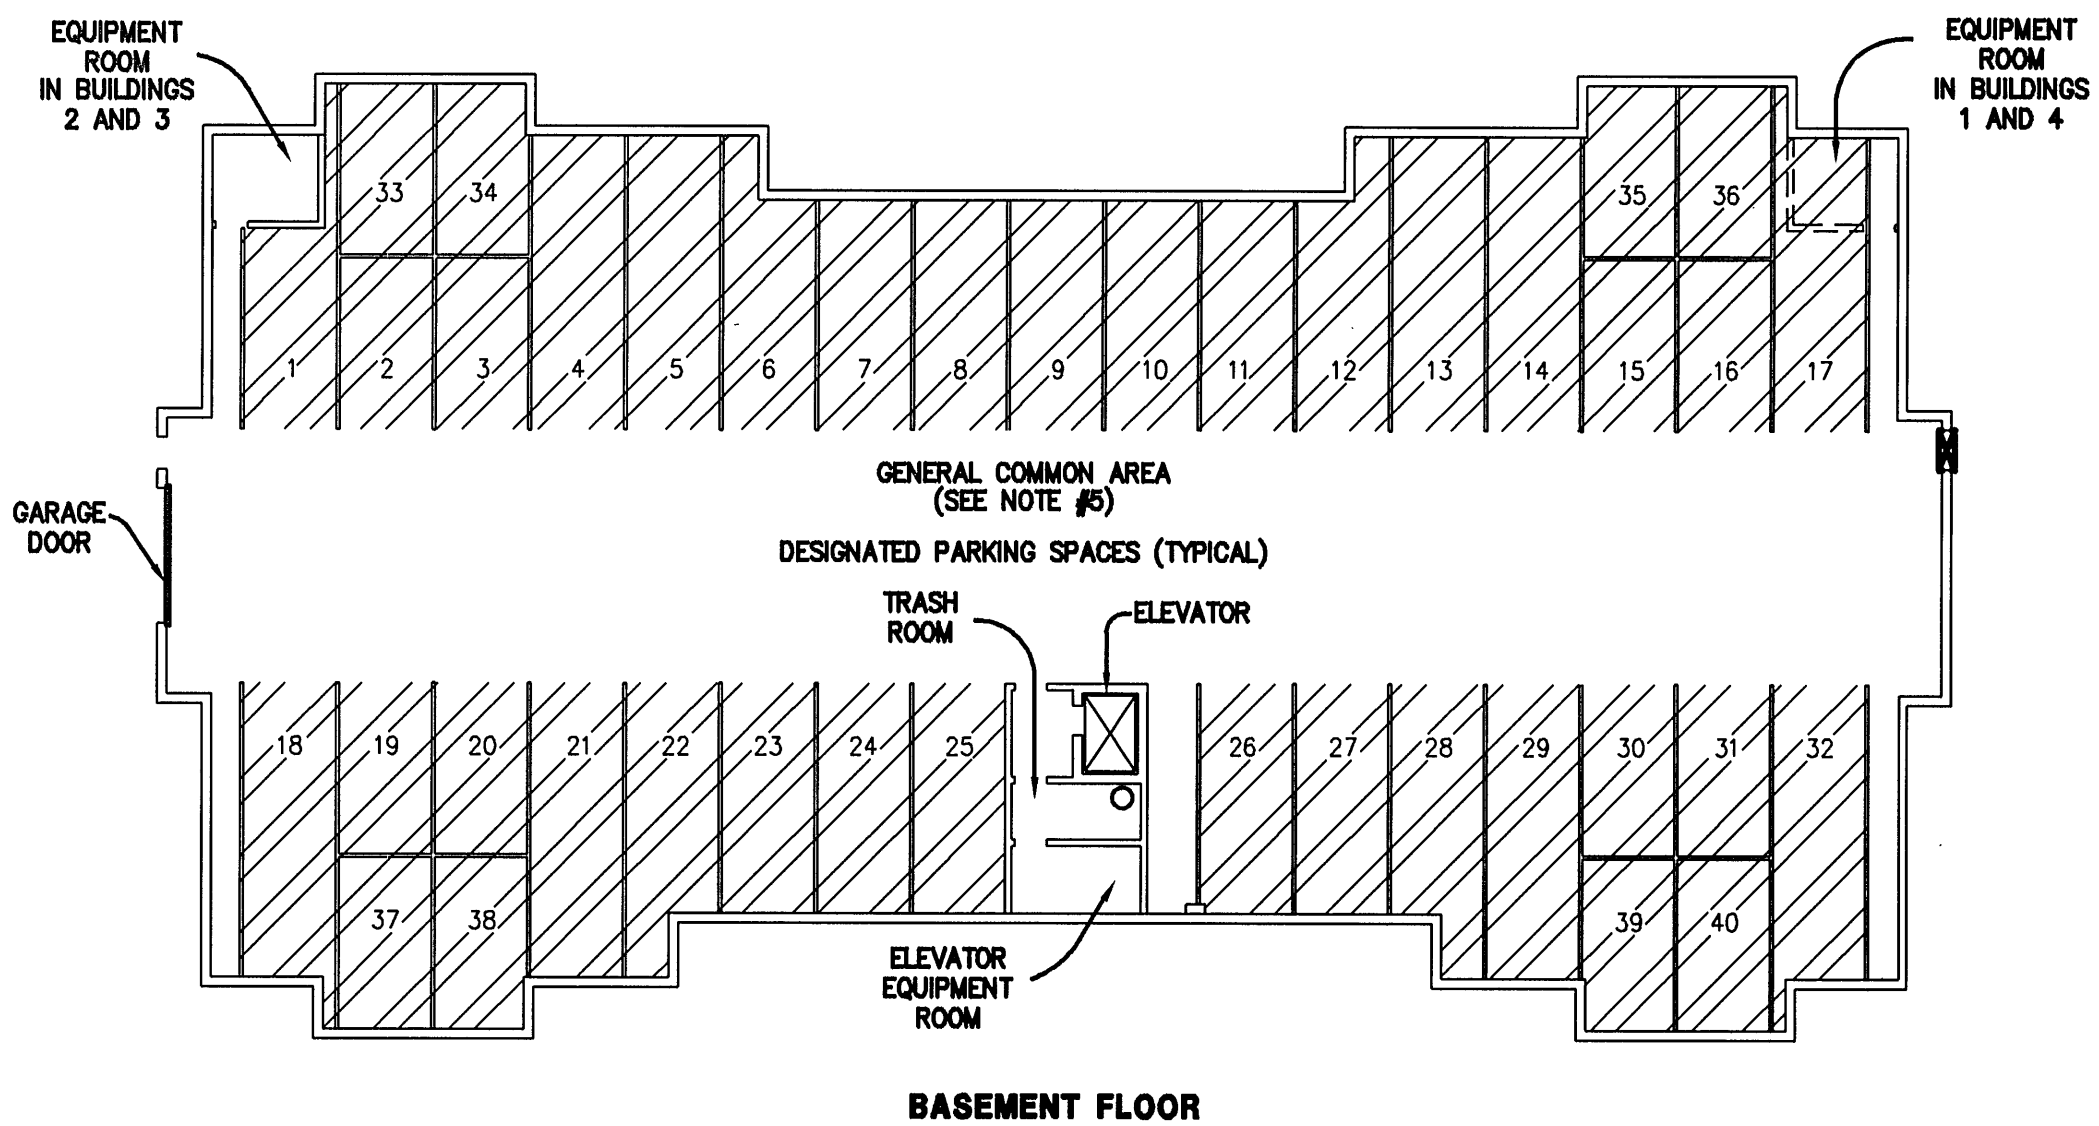 EQUIPMENT
ROOM
IN BUILDINGS
2 AND 3
EQUIPMENT
ROOM
IN BUILDINGS
1 AND 4
33
34
35
36
1
2
3
4
5
6
7
8
9
10
11
12
13
14
15
16
17
GENERAL COMMON AREA
(SEE NOTE #5)
GARAGE
DOOR
DESIGNATED PARKING SPACES (TYPICAL)
TRASH
ROOM
ELEVATOR
18
19
20
21
22
23
24
25
26
27
28
29
30
31
32
37
38
39
40
ELEVATOR
EQUIPMENT
ROOM
BASEMENT FLOOR